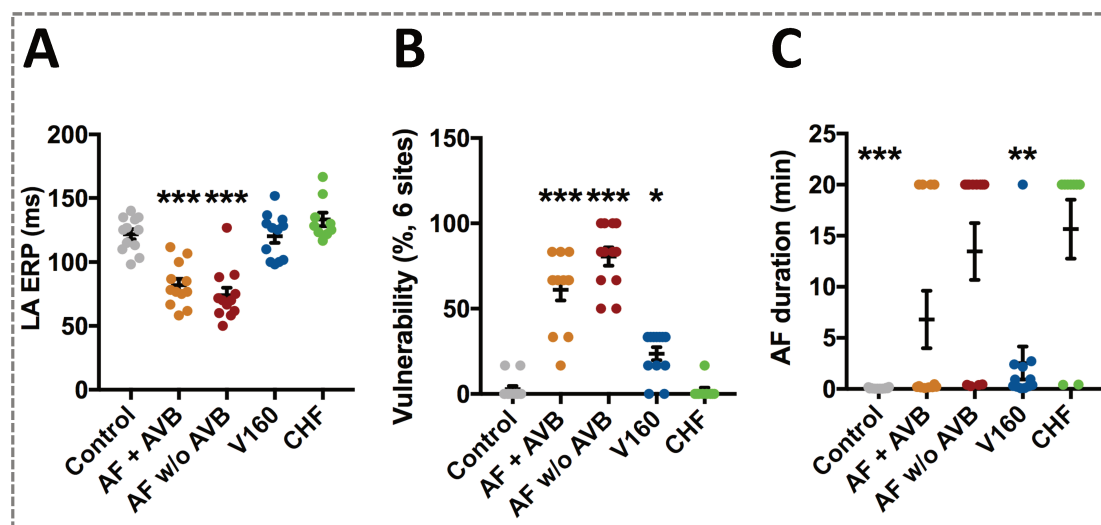 A
LA ERP (ms)
200
150
100
50
0
*** ***
Control
AF + AVB
AF w/o AVB
V160
CHF
B
Vulnerability (%, 6 sites)
150
100
50
0
*** *** *
Control
AF + AVB
AF w/o AVB
V160
CHF
C
AF duration (min)
25
20
15
10
5
0
*** **
Control
AF + AVB
AF w/o AVB
V160
CHF